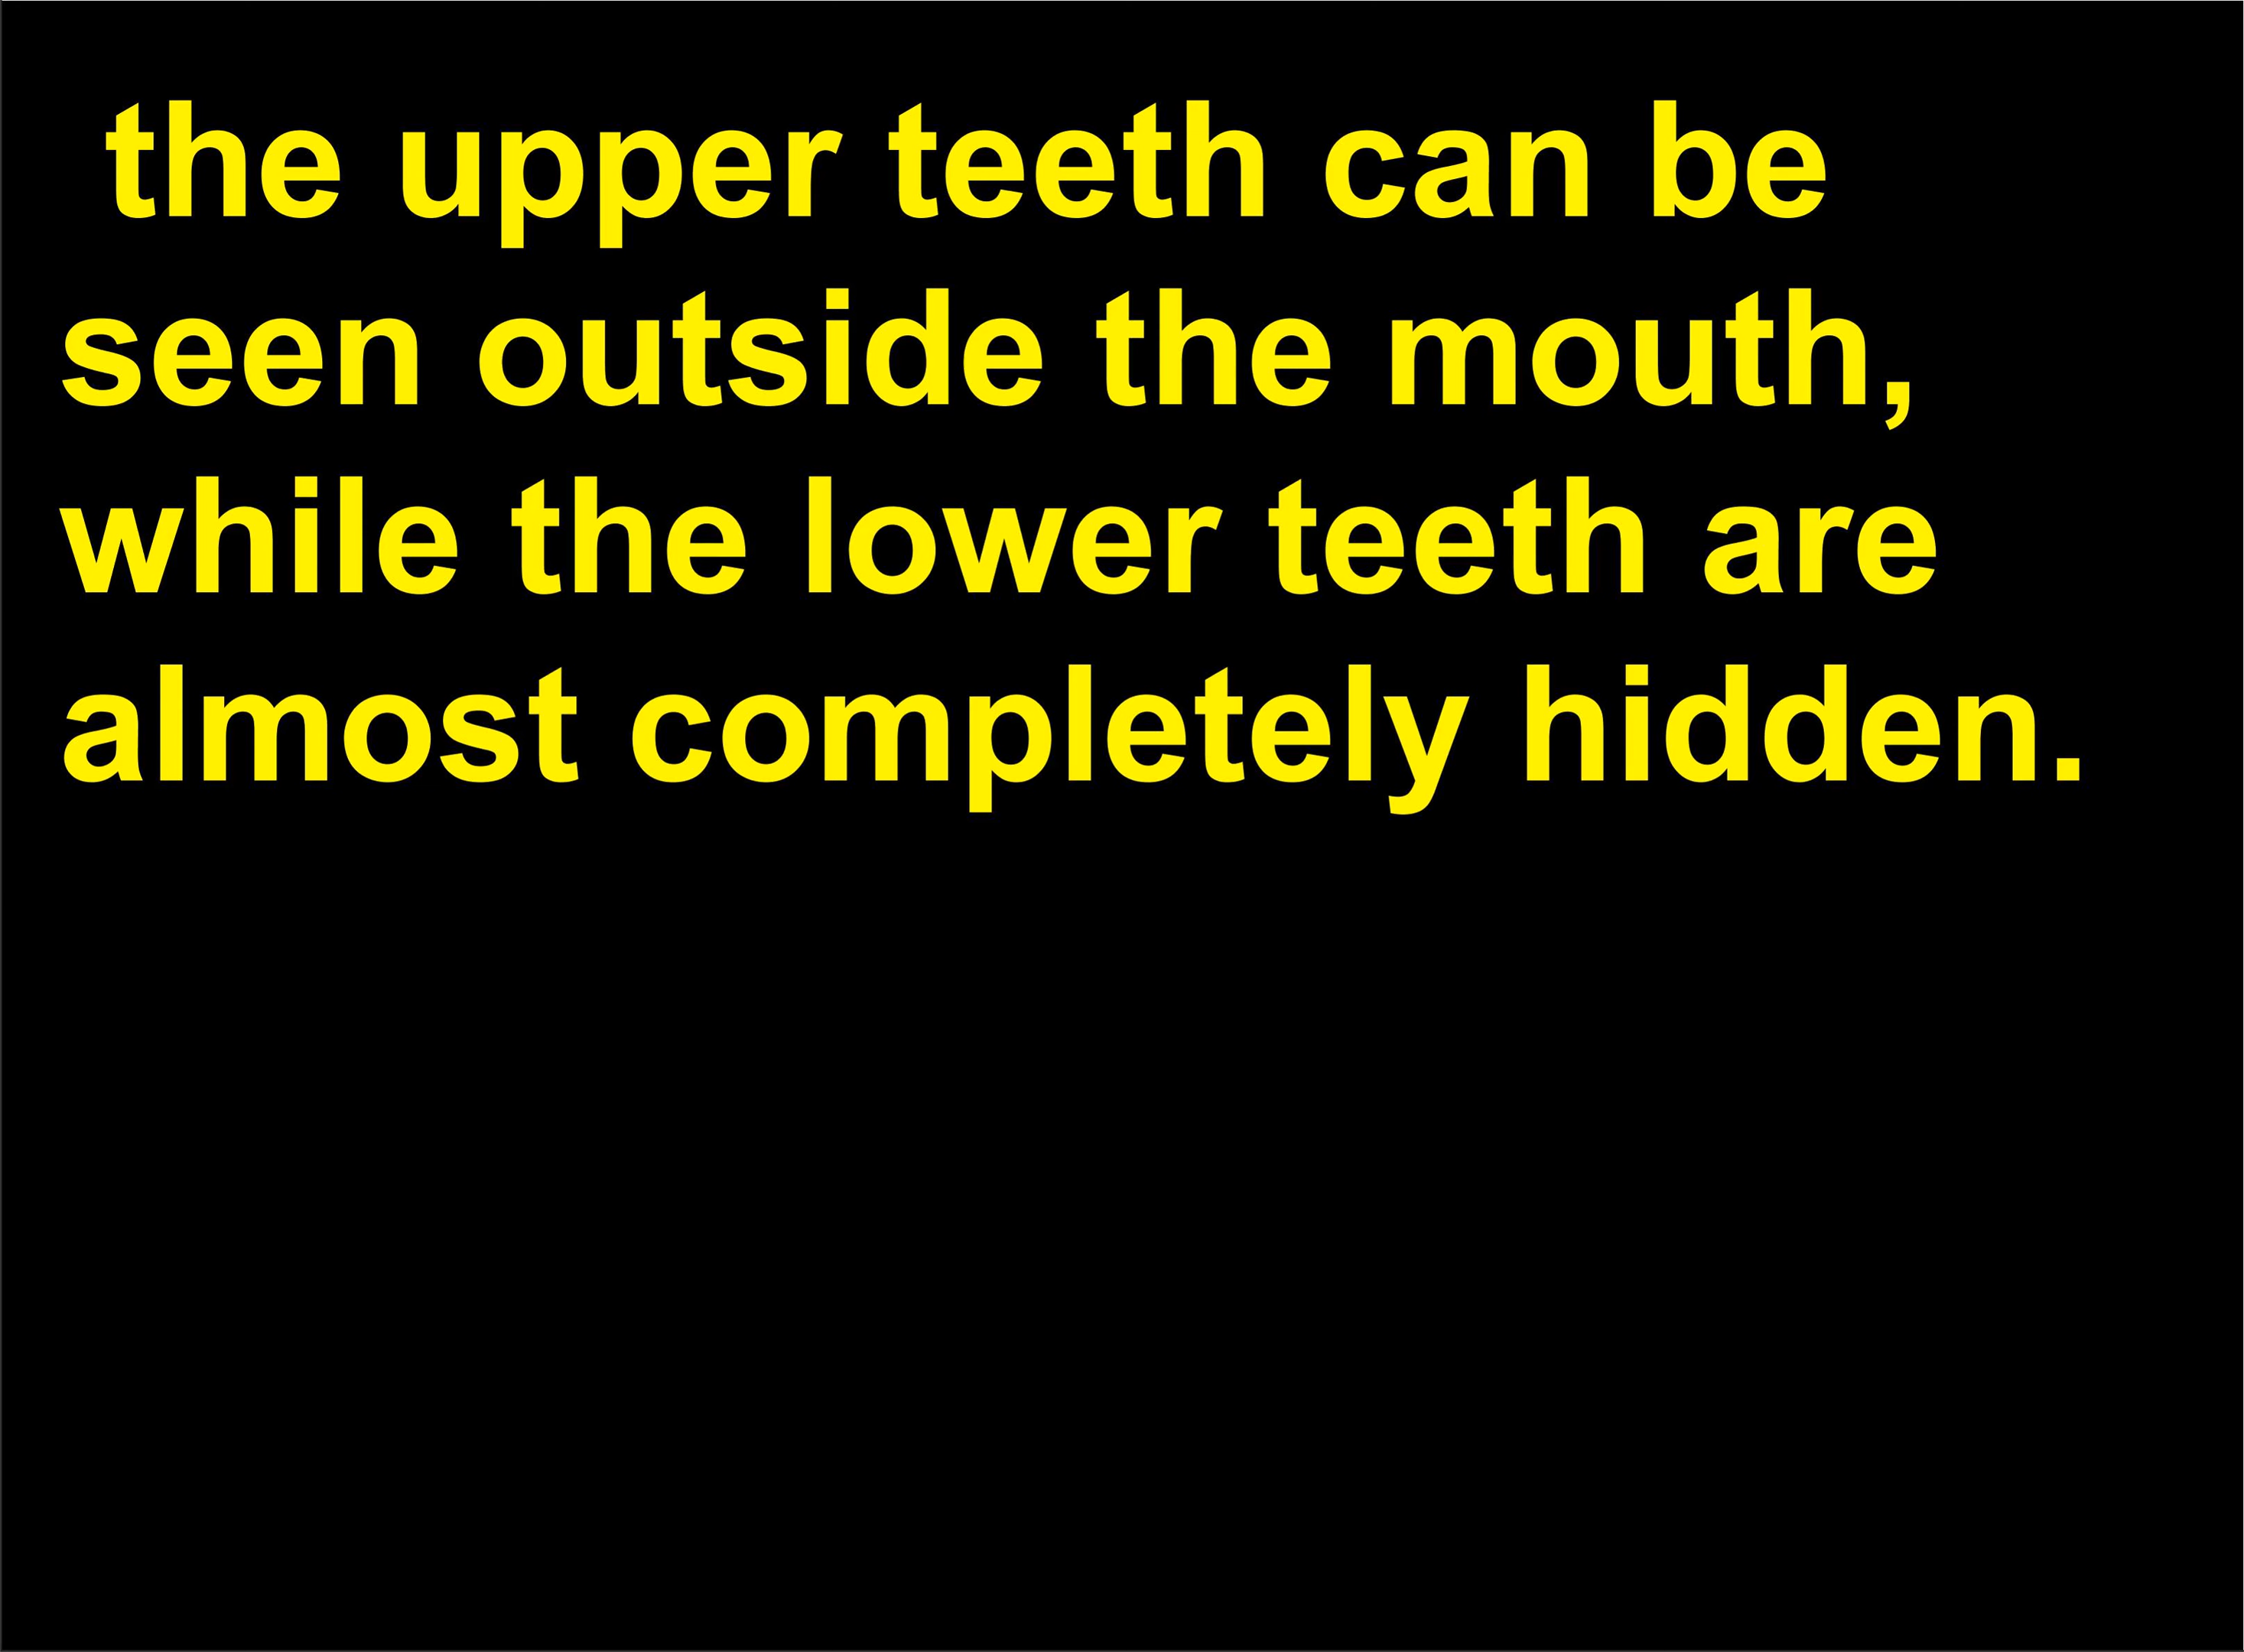 the upper teeth can be
seen outside the mouth,
while the lower teeth are
almost completely hidden.